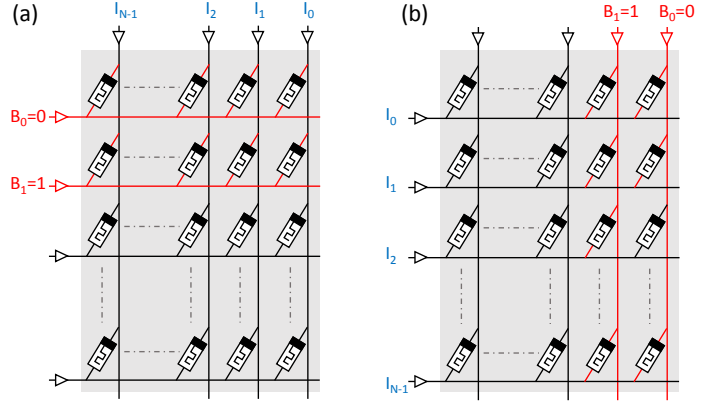 (a)
I_{N-1} I_2 I_1 I_0
B_0=0
B_1=1
(b)
B_1=1 B_0=0
I_0
I_1
I_2
I_{N-1}